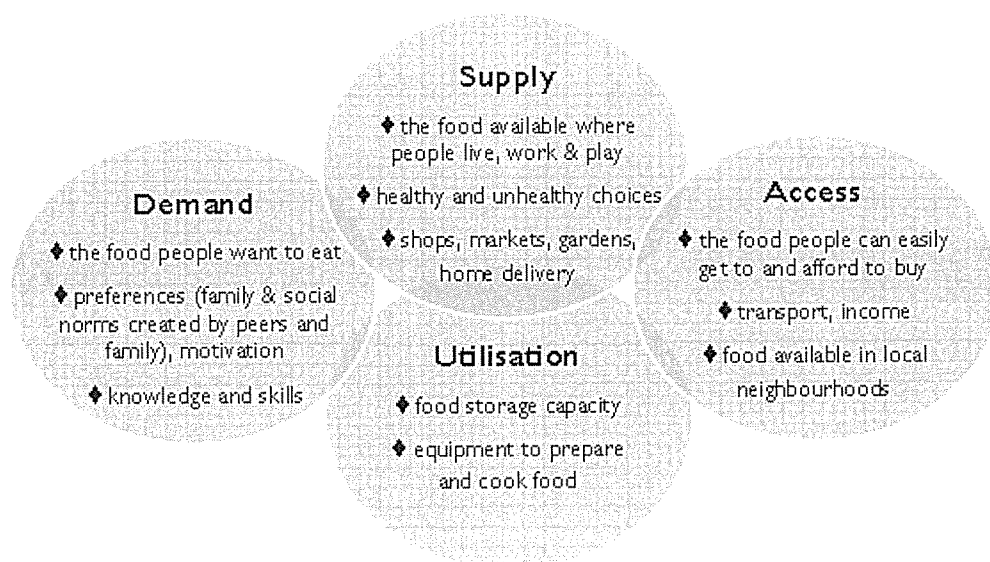 Supply
♦ the food available where
people live, work & play
♦ healthy and unhealthy choices
♦ shops, markets, gardens,
home delivery
Demand
♦ the food people want to eat
♦ preferences (family & social
norms created by peers and
family), motivation
♦ knowledge and skills
Access
♦ the food people can easily
get to and afford to buy
♦ transport, income
♦ food available in local
neighbourhoods
Utilisation
♦ food storage capacity
♦ equipment to prepare
and cook food